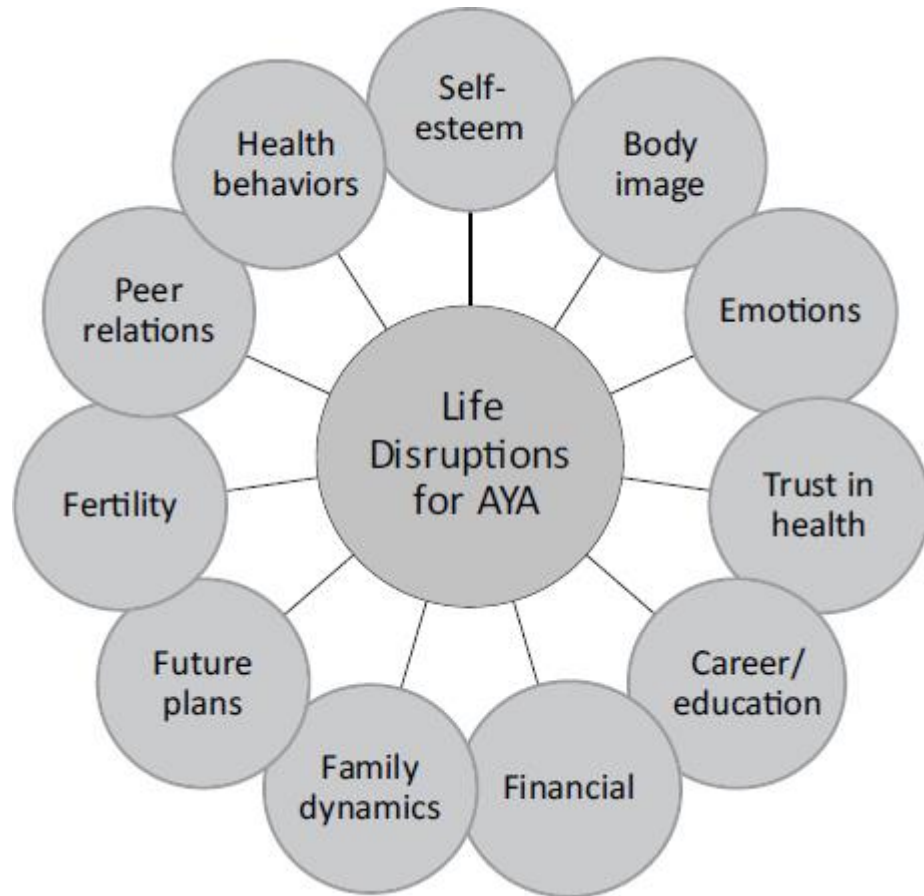 Self-
esteem
Body
image
Emotions
Trust in
health
Career/
education
Financial
Family
dynamics
Future
plans
Fertility
Peer
relations
Health
behaviors
Life
Disruptions
for AYA